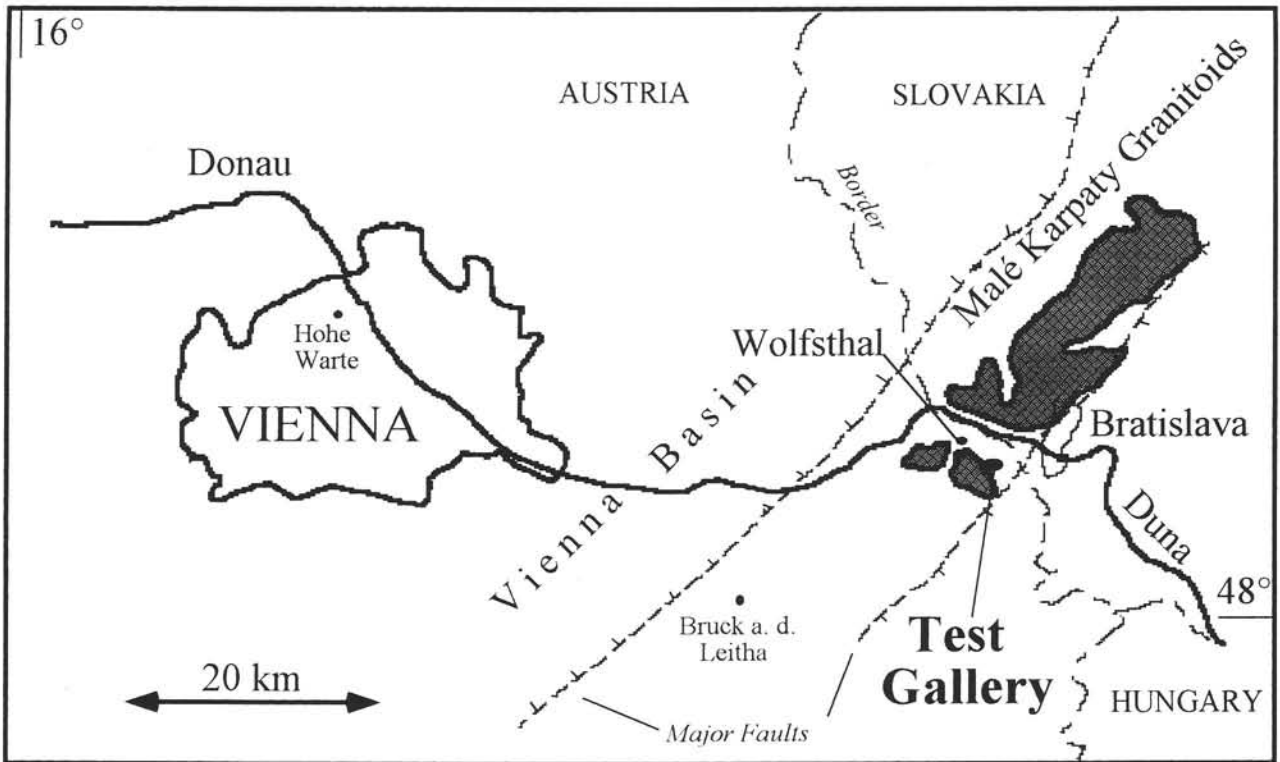 16°
AUSTRIA
SLOVAKIA
Malé Karpaty Granitoids
Donau
Border
Hohe
Warte
Wolfsthal
VIENNA
Bratislava
Vienna Basin
Duna
48°
Bruck a. d.
Leitha
Test
Gallery
20 km
HUNGARY
Major Faults